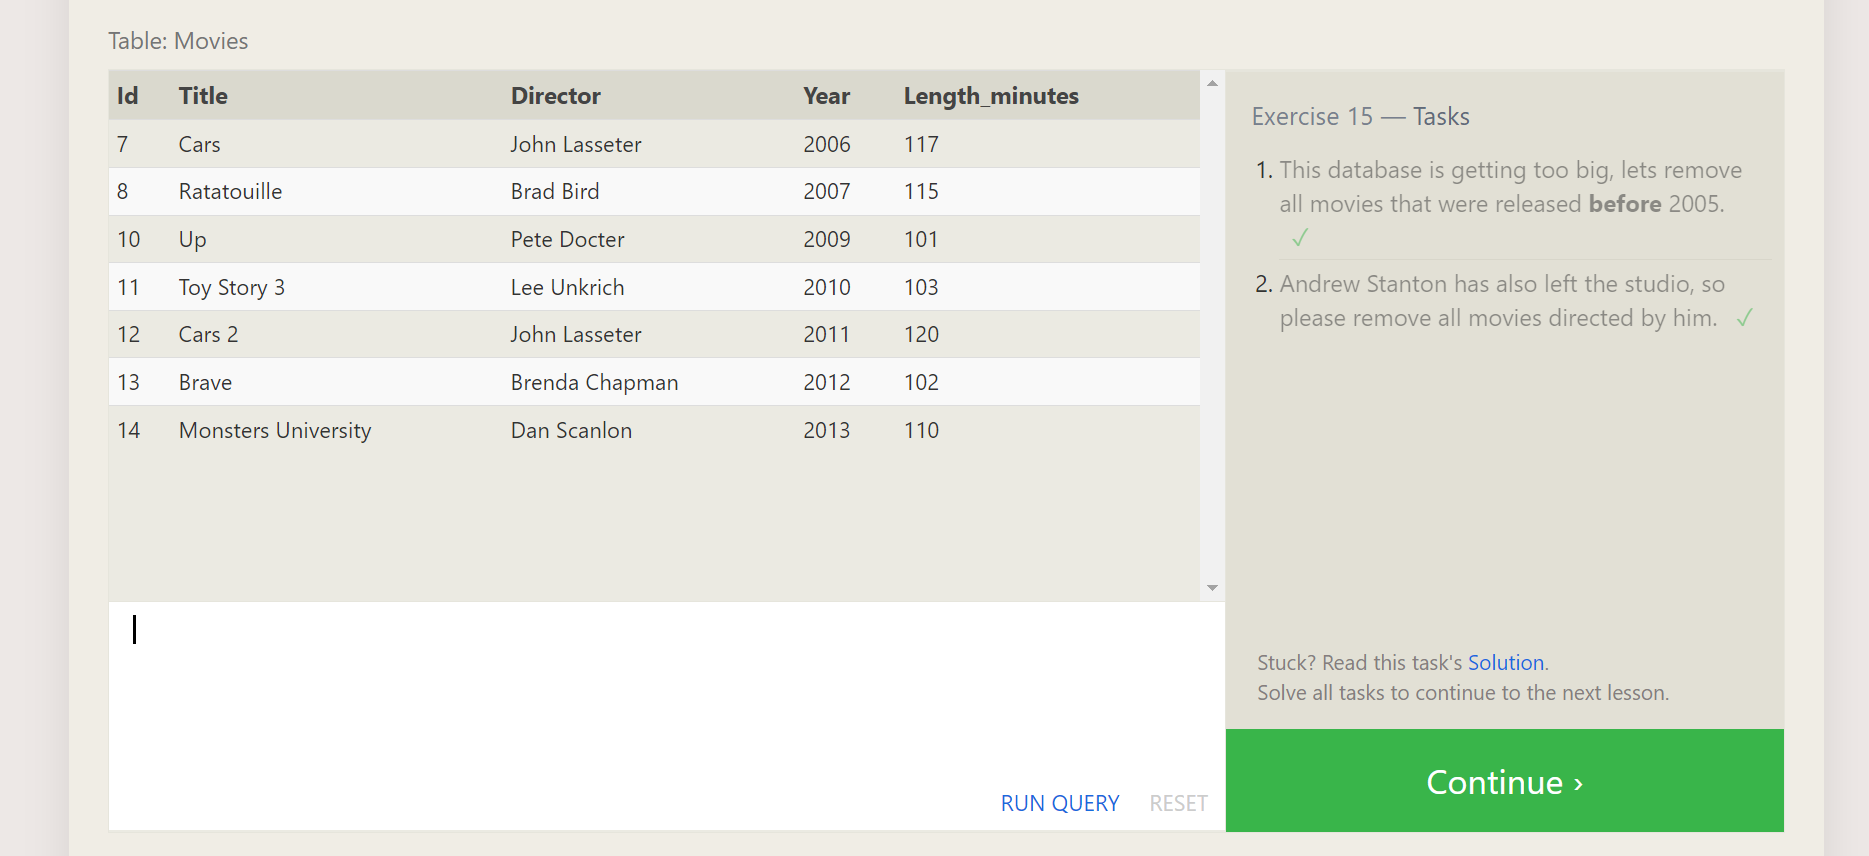 Table: Movies
Id Title Director Year Length_minutes
7 Cars John Lasseter 2006 117
8 Ratatouille Brad Bird 2007 115
10 Up Pete Docter 2009 101
11 Toy Story 3 Lee Unkrich 2010 103
12 Cars 2 John Lasseter 2011 120
13 Brave Brenda Chapman 2012 102
14 Monsters University Dan Scanlon 2013 110
RUN QUERY RESET
Exercise 15 — Tasks
1. This database is getting too big, lets remove
all movies that were released before 2005.
✓
2. Andrew Stanton has also left the studio, so
please remove all movies directed by him. ✓
Stuck? Read this task's Solution.
Solve all tasks to continue to the next lesson.
Continue ›